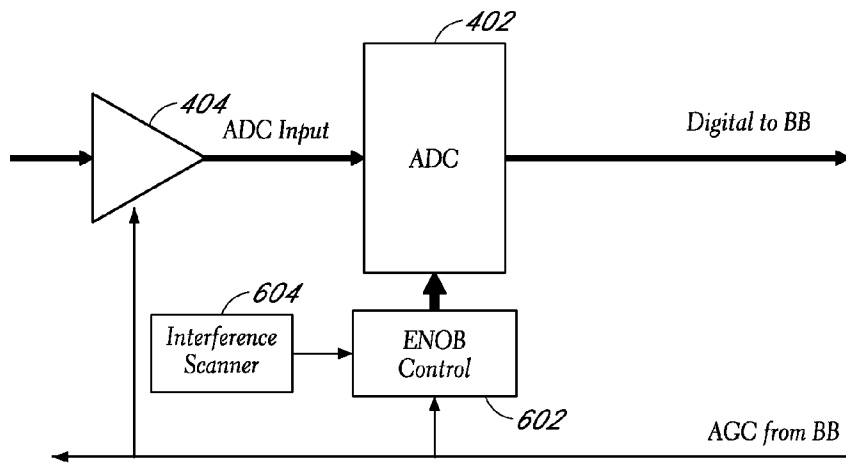 402
404
ADC Input
Digital to BB
ADC
604
Interference
Scanner
ENOB
Control
602
AGC from BB